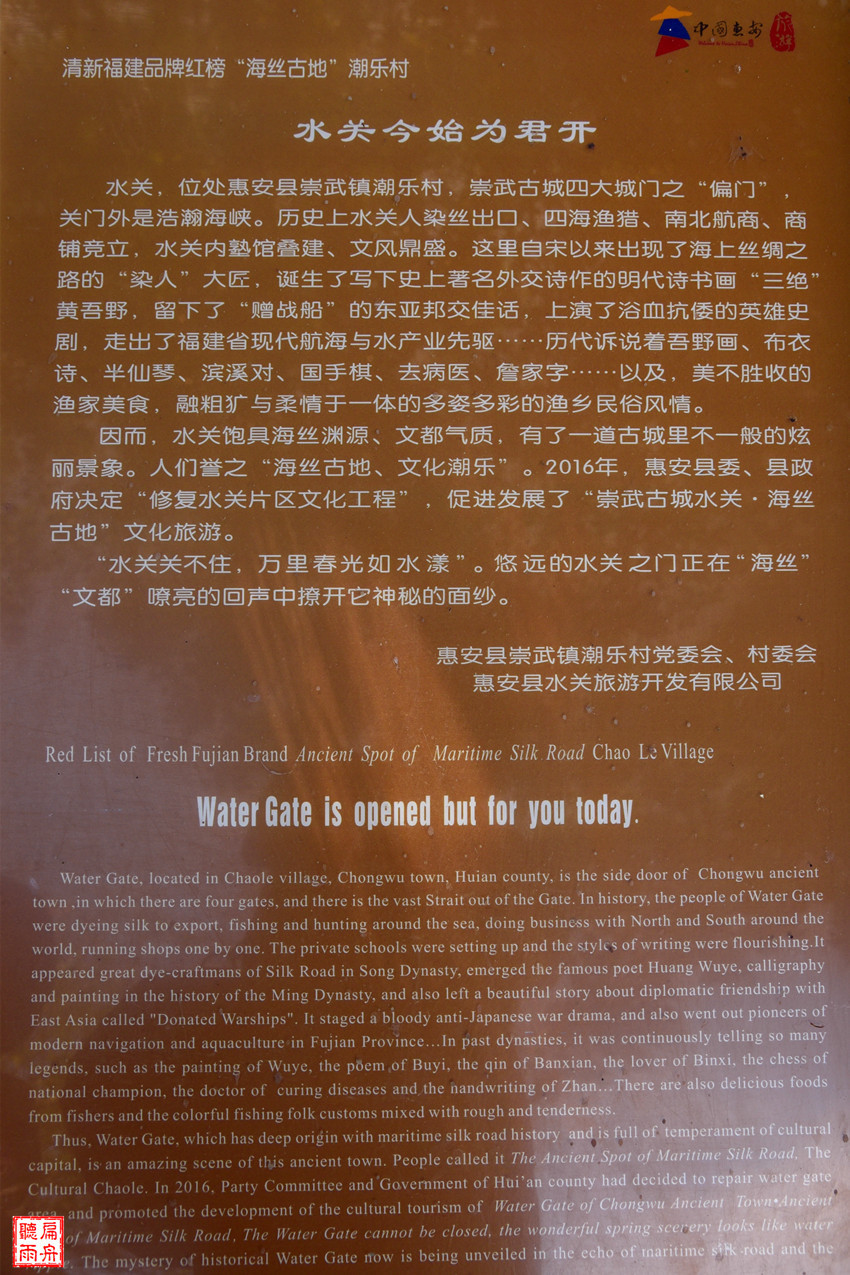 中国惠安
旅游
清新福建品牌红榜“海丝古地”潮乐村
水关今始为君开
水关，位处惠安县崇武镇潮乐村，崇武古城四大城门之“偏门”，
关门外是浩瀚海峡。历史上水关人染丝出口、四海渔猎、南北航商、商
铺竞立，水关内塾馆叠建、文风鼎盛。这里自宋以来出现了海上丝绸之
路的“染人”大匠，诞生了写下史上著名外交诗作的明代诗书画“三绝”
黄吾野，留下了“赠战船”的东亚邦交佳话，上演了浴血抗倭的英雄史
剧，走出了福建省现代航海与水产业先驱……历代诉说着吾野画、布衣
诗、半仙琴、滨溪对、国手棋、去病医、詹家字……以及，美不胜收的
渔家美食，融粗犷与柔情于一体的多姿多彩的渔乡民俗风情。
因而，水关饱具海丝渊源、文都气质，有了一道古城里不一般的炫
丽景象。人们誉之“海丝古地、文化潮乐”。2016年，惠安县委、县政
府决定“修复水关片区文化工程”，促进发展了“崇武古城水关·海丝
古地”文化旅游。
“水关关不住，万里春光如水漾”。悠远的水关之门正在“海丝”
“文都”嘹亮的回声中撩开它神秘的面纱。
惠安县崇武镇潮乐村党委会、村委会
惠安县水关旅游开发有限公司
Red List of Fresh Fujian Brand Ancient Spot of Maritime Silk Road Chao Le Village
Water Gate is opened but for you today.
Water Gate, located in Chaole village, Chongwu town, Huian county, is the side door of Chongwu ancient
town ,in which there are four gates, and there is the vast Strait out of the Gate. In history, the people of Water Gate
were dyeing silk to export, fishing and hunting around the sea, doing business with North and South around the
world, running shops one by one. The private schools were setting up and the styles of writing were flourishing.It
appeared great dye-craftmans of Silk Road in Song Dynasty, emerged the famous poet Huang Wuye, calligraphy
and painting in the history of the Ming Dynasty, and also left a beautiful story about diplomatic friendship with
East Asia called "Donated Warships". It staged a bloody anti-Japanese war drama, and also went out pioneers of
modern navigation and aquaculture in Fujian Province…In past dynasties, it was continuously telling so many
legends, such as the painting of Wuye, the poem of Buyi, the qin of Banxian, the lover of Binxi, the chess of
national champion, the doctor of curing diseases and the handwriting of Zhan…There are also delicious foods
from fishers and the colorful fishing folk customs mixed with rough and tenderness.
Thus, Water Gate, which has deep origin with maritime silk road history and is full of temperament of cultural
capital, is an amazing scene of this ancient town. People called it The Ancient Spot of Maritime Silk Road, The
Cultural Chaole. In 2016, Party Committee and Government of Hui'an county had decided to repair water gate
area, and promoted the development of the cultural tourism of Water Gate of Chongwu Ancient Town•Ancient
of Maritime Silk Road, The Water Gate cannot be closed, the wonderful spring scenery looks like water
The mystery of historical Water Gate now is being unveiled in the echo of maritime silk road and the
扁舟
聽雨